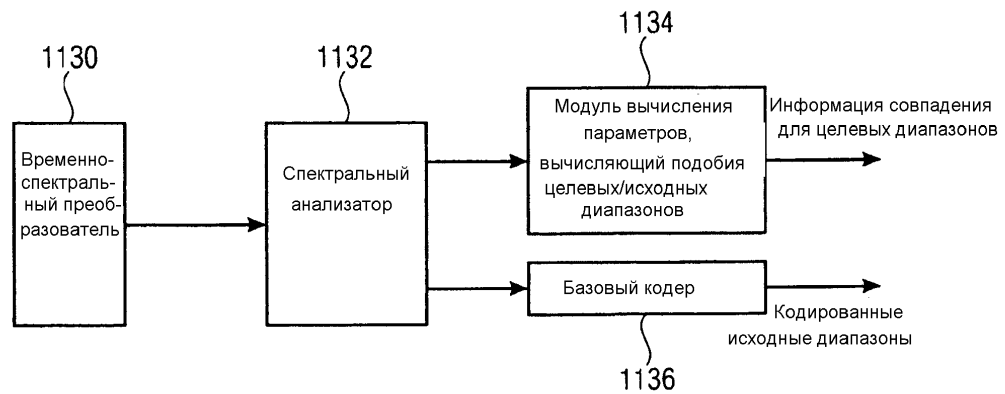 1130
1132
1134
1136
Временно-
спектраль-
ный преоб-
разователь
Спектральный
анализатор
Модуль вычисления
параметров,
вычисляющий подобия
целевых/исходных
диапазонов
Информация совпадения
для целевых диапазонов
Базовый кодер
Кодированные
исходные диапазоны